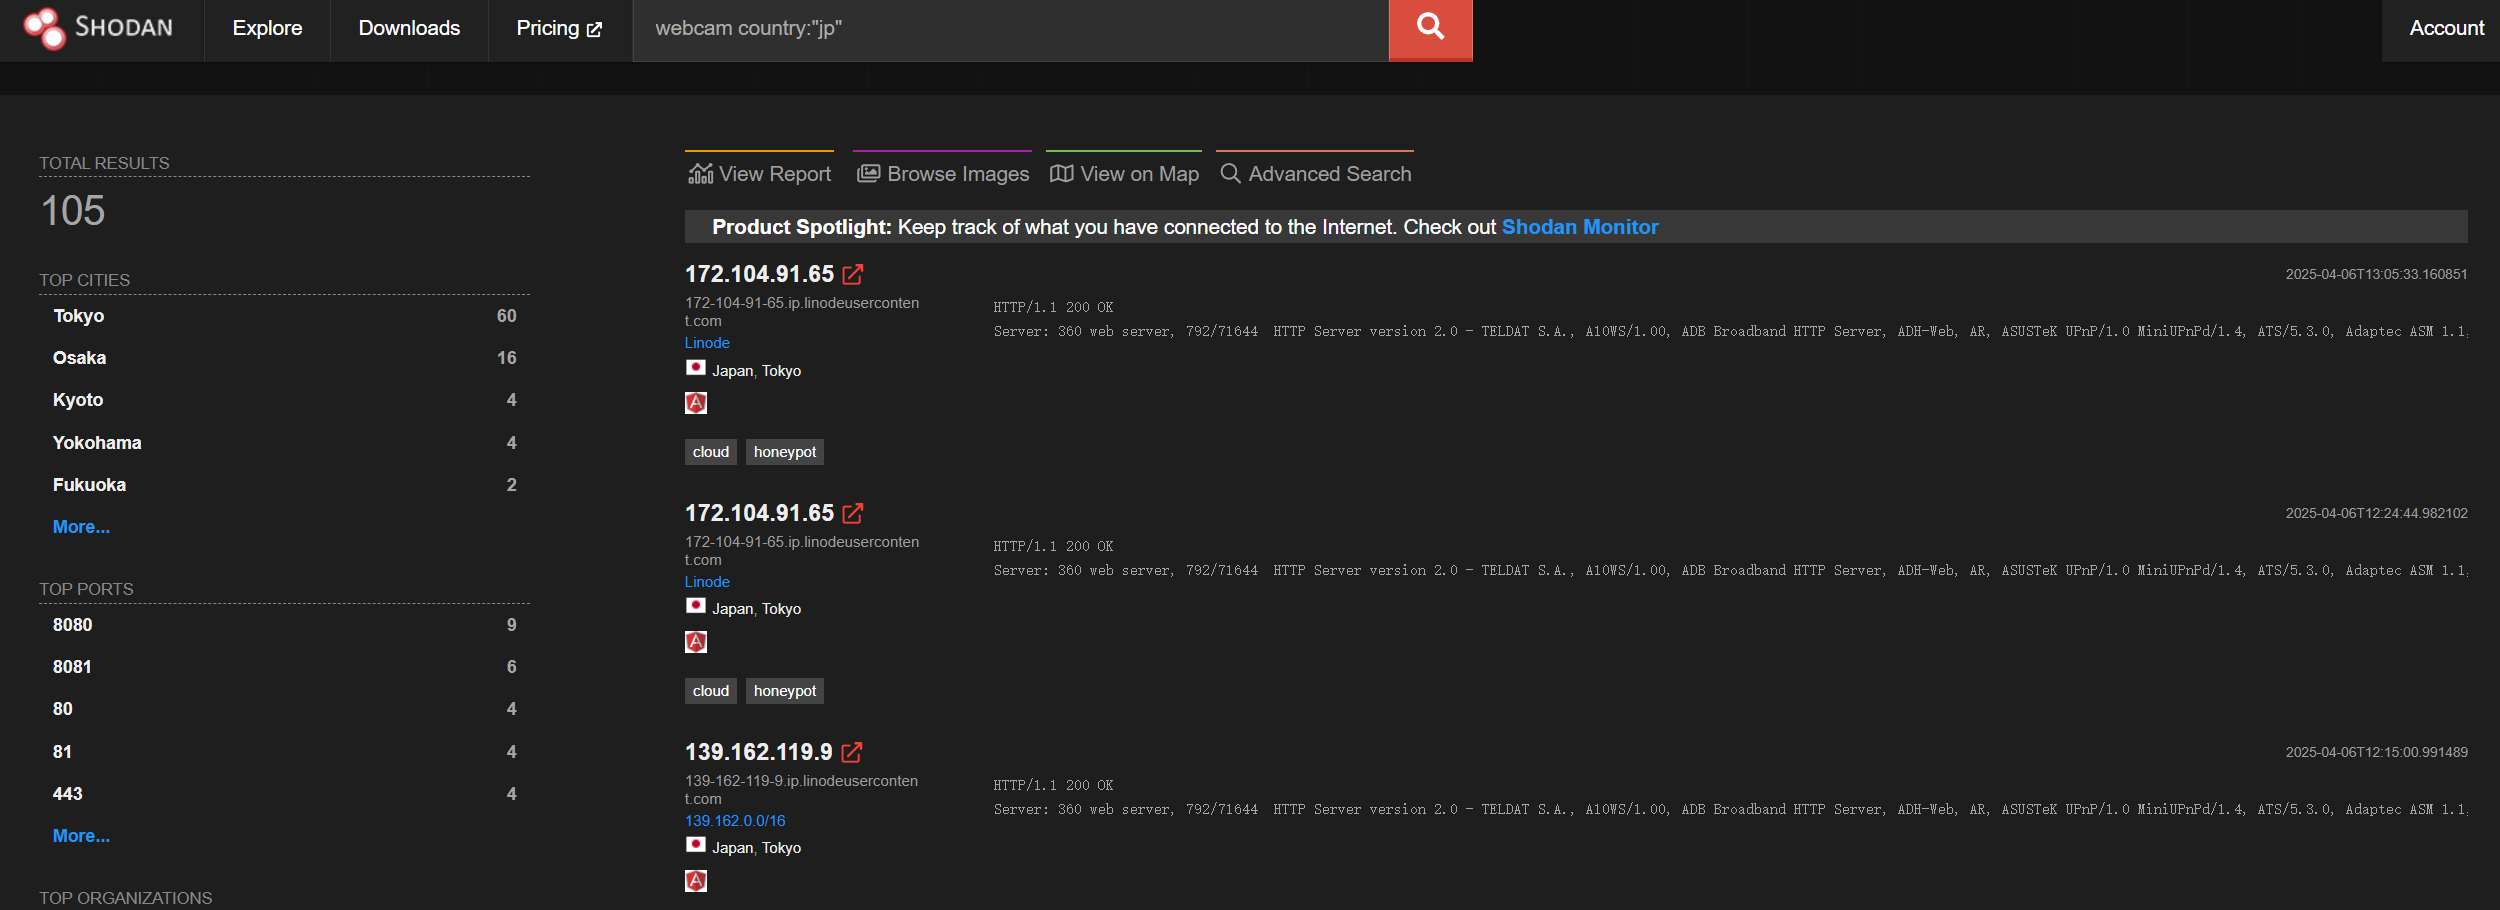 SHODAN Explore Downloads Pricing webcam country:"jp" Account
TOTAL RESULTS
105
TOP CITIES
Tokyo 60
Osaka 16
Kyoto 4
Yokohama 4
Fukuoka 2
More...
TOP PORTS
8080 9
8081 6
80 4
81 4
443 4
More...
TOP ORGANIZATIONS
View Report Browse Images View on Map Advanced Search
Product Spotlight: Keep track of what you have connected to the Internet. Check out Shodan Monitor
172.104.91.65 2025-04-06T13:05:33.160851
172-104-91-65.ip.linodeuserconten
t.com
Linode
Japan, Tokyo
cloud honeypot
HTTP/1.1 200 OK
Server: 360 web server, 792/71644 HTTP Server version 2.0 - TELDAT S.A., A10WS/1.00, ADB Broadband HTTP Server, ADH-Web, AR, ASUSTeK UPnP/1.0 MiniUPnPd/1.4, ATS/5.3.0, Adaptec ASM 1.1,
172.104.91.65 2025-04-06T12:24:44.982102
172-104-91-65.ip.linodeuserconten
t.com
Linode
Japan, Tokyo
cloud honeypot
HTTP/1.1 200 OK
Server: 360 web server, 792/71644 HTTP Server version 2.0 - TELDAT S.A., A10WS/1.00, ADB Broadband HTTP Server, ADH-Web, AR, ASUSTeK UPnP/1.0 MiniUPnPd/1.4, ATS/5.3.0, Adaptec ASM 1.1,
139.162.119.9 2025-04-06T12:15:00.991489
139-162-119-9.ip.linodeuserconten
t.com
139.162.0.0/16
Japan, Tokyo
HTTP/1.1 200 OK
Server: 360 web server, 792/71644 HTTP Server version 2.0 - TELDAT S.A., A10WS/1.00, ADB Broadband HTTP Server, ADH-Web, AR, ASUSTeK UPnP/1.0 MiniUPnPd/1.4, ATS/5.3.0, Adaptec ASM 1.1,